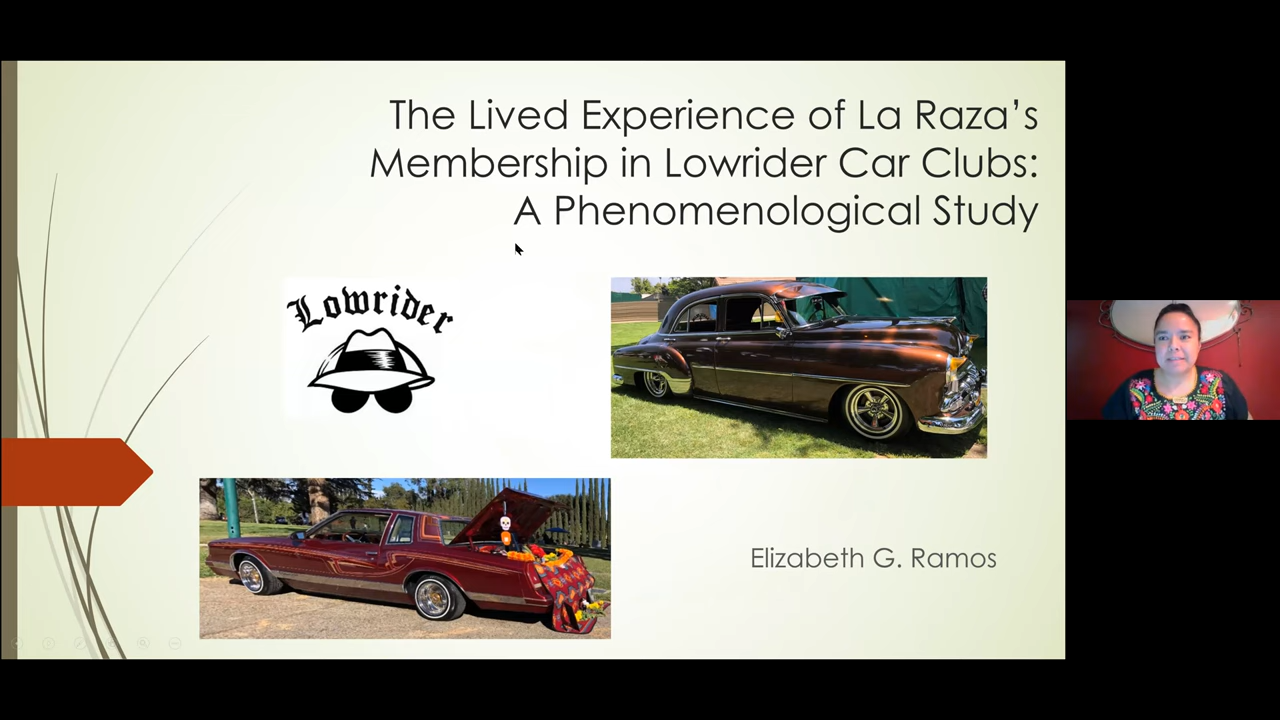 The Lived Experience of La Raza’s
Membership in Lowrider Car Clubs:
A Phenomenological Study
Lowrider
Elizabeth G. Ramos